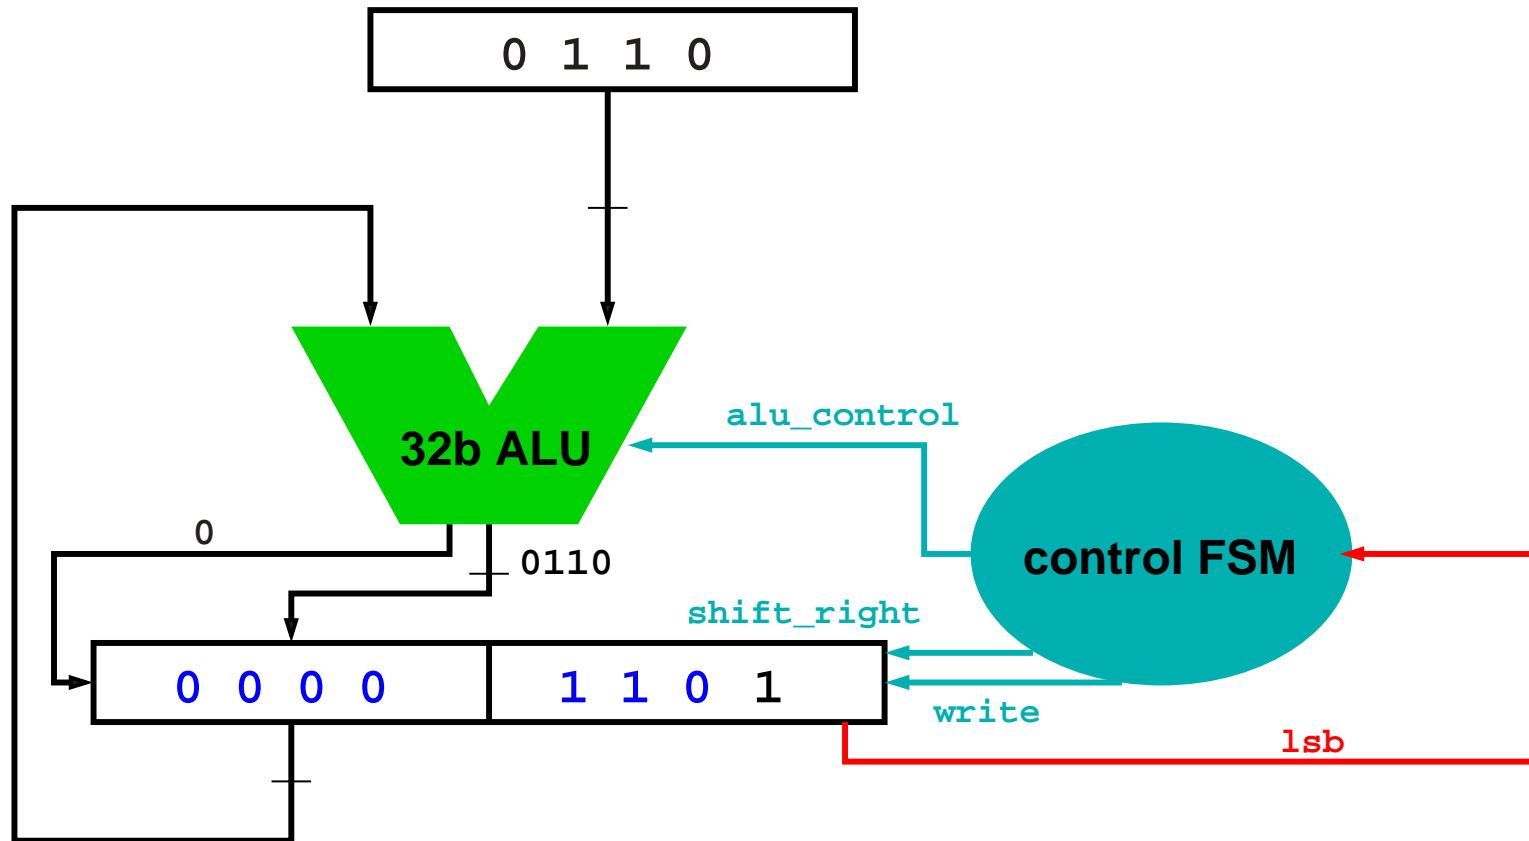 0 1 1 0
alu_control
32b ALU
0
0110
control FSM
shift_right
0 0 0 0 1 1 0 1
write
lsb